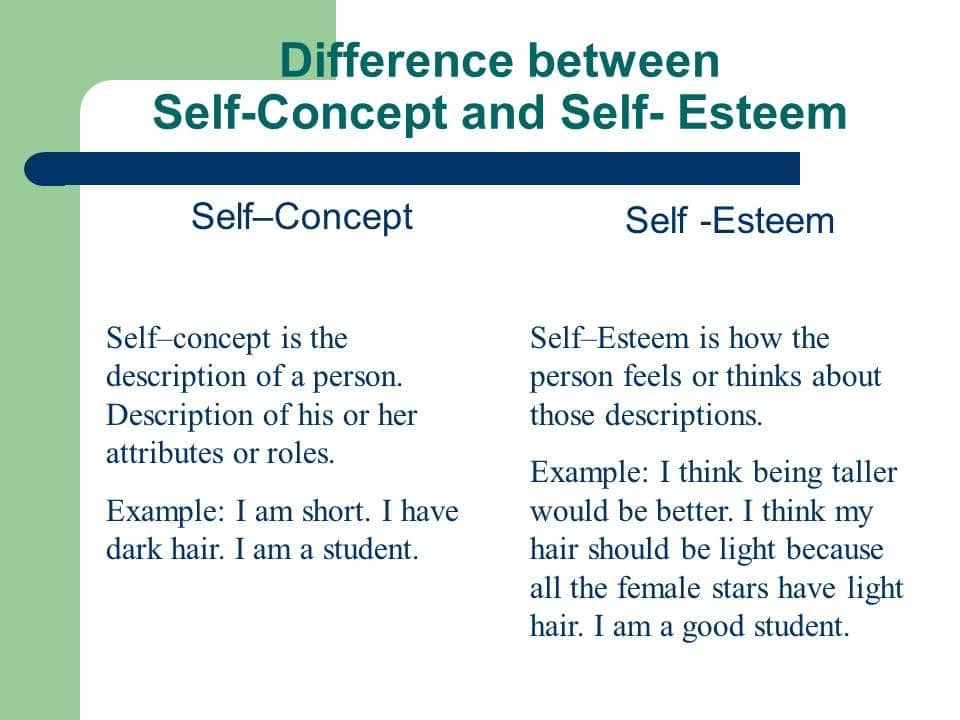 Difference between
Self-Concept and Self- Esteem
Self–Concept
Self–concept is the
description of a person.
Description of his or her
attributes or roles.
Example: I am short. I have
dark hair. I am a student.
Self -Esteem
Self–Esteem is how the
person feels or thinks about
those descriptions.
Example: I think being taller
would be better. I think my
hair should be light because
all the female stars have light
hair. I am a good student.